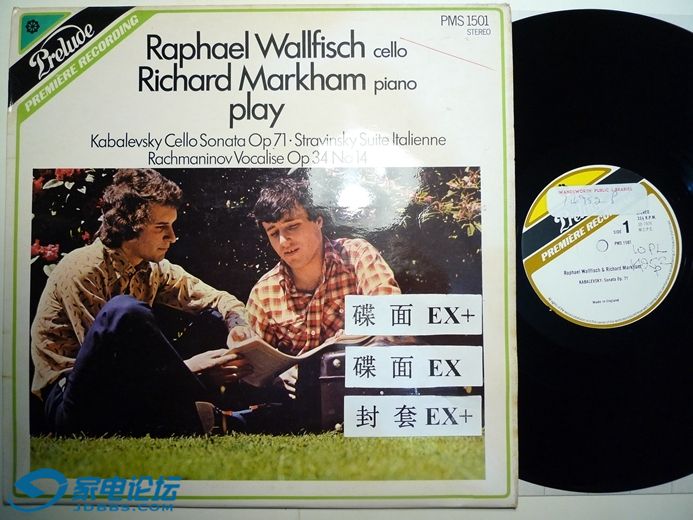 Prelude
PREMIÈRE RECORDING
PMS 1501
STEREO
Raphael Wallfisch cello
Richard Markham piano
play
Kabalevsky Cello Sonata Op 71 · Stravinsky Suite Italienne
Rachmaninov Vocalise Op 34 No 14
碟 面 EX+
碟 面 EX
封 套 EX+
家电论坛
JDBBS.COM
WANDSWORTH PUBLIC LIBRARIES
Prelude
PREMIÈRE RECORDING
SIDE 1
PMS 1501
Raphael Wallfisch & Richard Markham
KABALEVSKY: Sonata Op. 71
Made in England